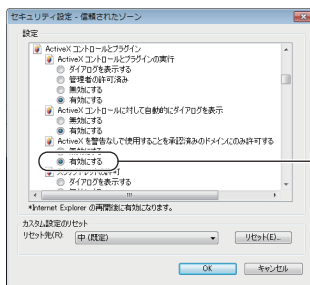 セキュリティ設定 - 信頼されたゾーン
設定
ActiveX コントロールとプラグイン
ActiveX コントロールとプラグインの実行
ダイアログを表示する
管理者の許可済み
無効にする
有効にする
ActiveX コントロールに対して自動的にダイアログを表示
無効にする
有効にする
ActiveX を警告なしで使用することを承認済みのドメインにのみ許可する
有効にする
ダイアログを表示する
*Internet Explorer の再開後に有効になります。
カスタム設定のリセット
リセット先(R):
中 (既定)
リセット(E)...
OK
キャンセル